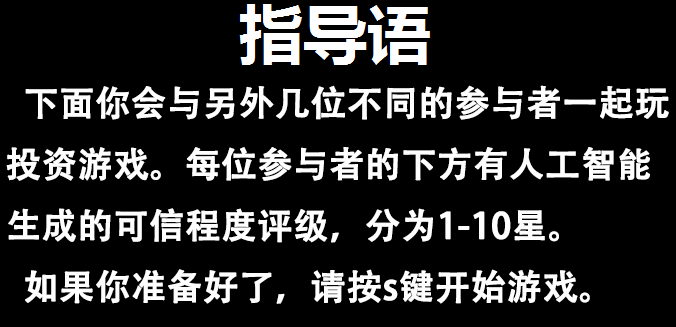 指导语
下面你会与另外几位不同的参与者一起玩
投资游戏。每位参与者的下方有人工智能
生成的可信程度评级，分为1-10星。
如果你准备好了，请按s键开始游戏。